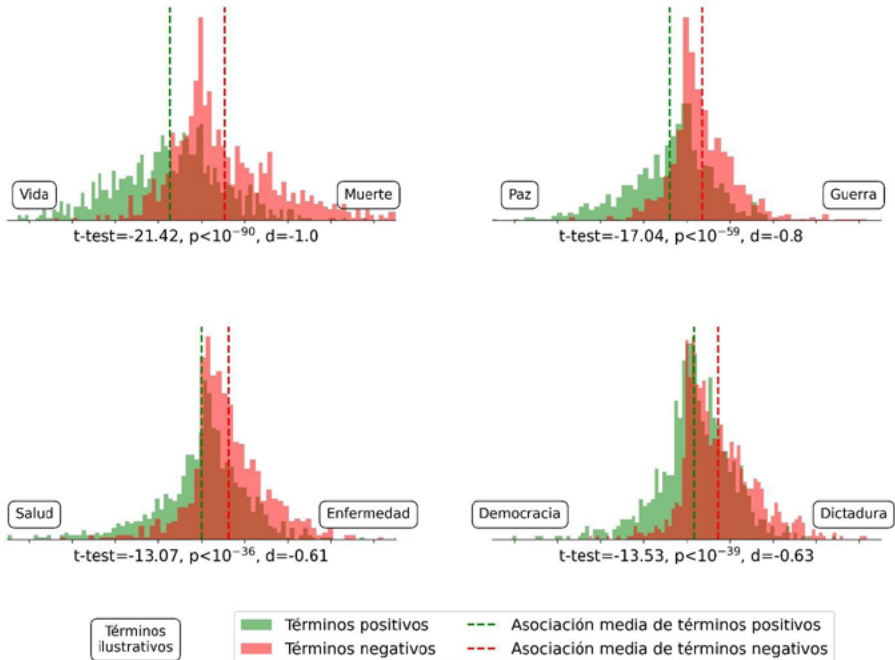 Vida
Muerte
t-test=-21.42, p<10⁻⁹⁰, d=-1.0
Paz
Guerra
t-test=-17.04, p<10⁻⁵⁹, d=-0.8
Salud
Enfermedad
t-test=-13.07, p<10⁻³⁶, d=-0.61
Democracia
Dictadura
t-test=-13.53, p<10⁻³⁹, d=-0.63
Términos
ilustrativos
Términos positivos
Términos negativos
Asociación media de términos positivos
Asociación media de términos negativos